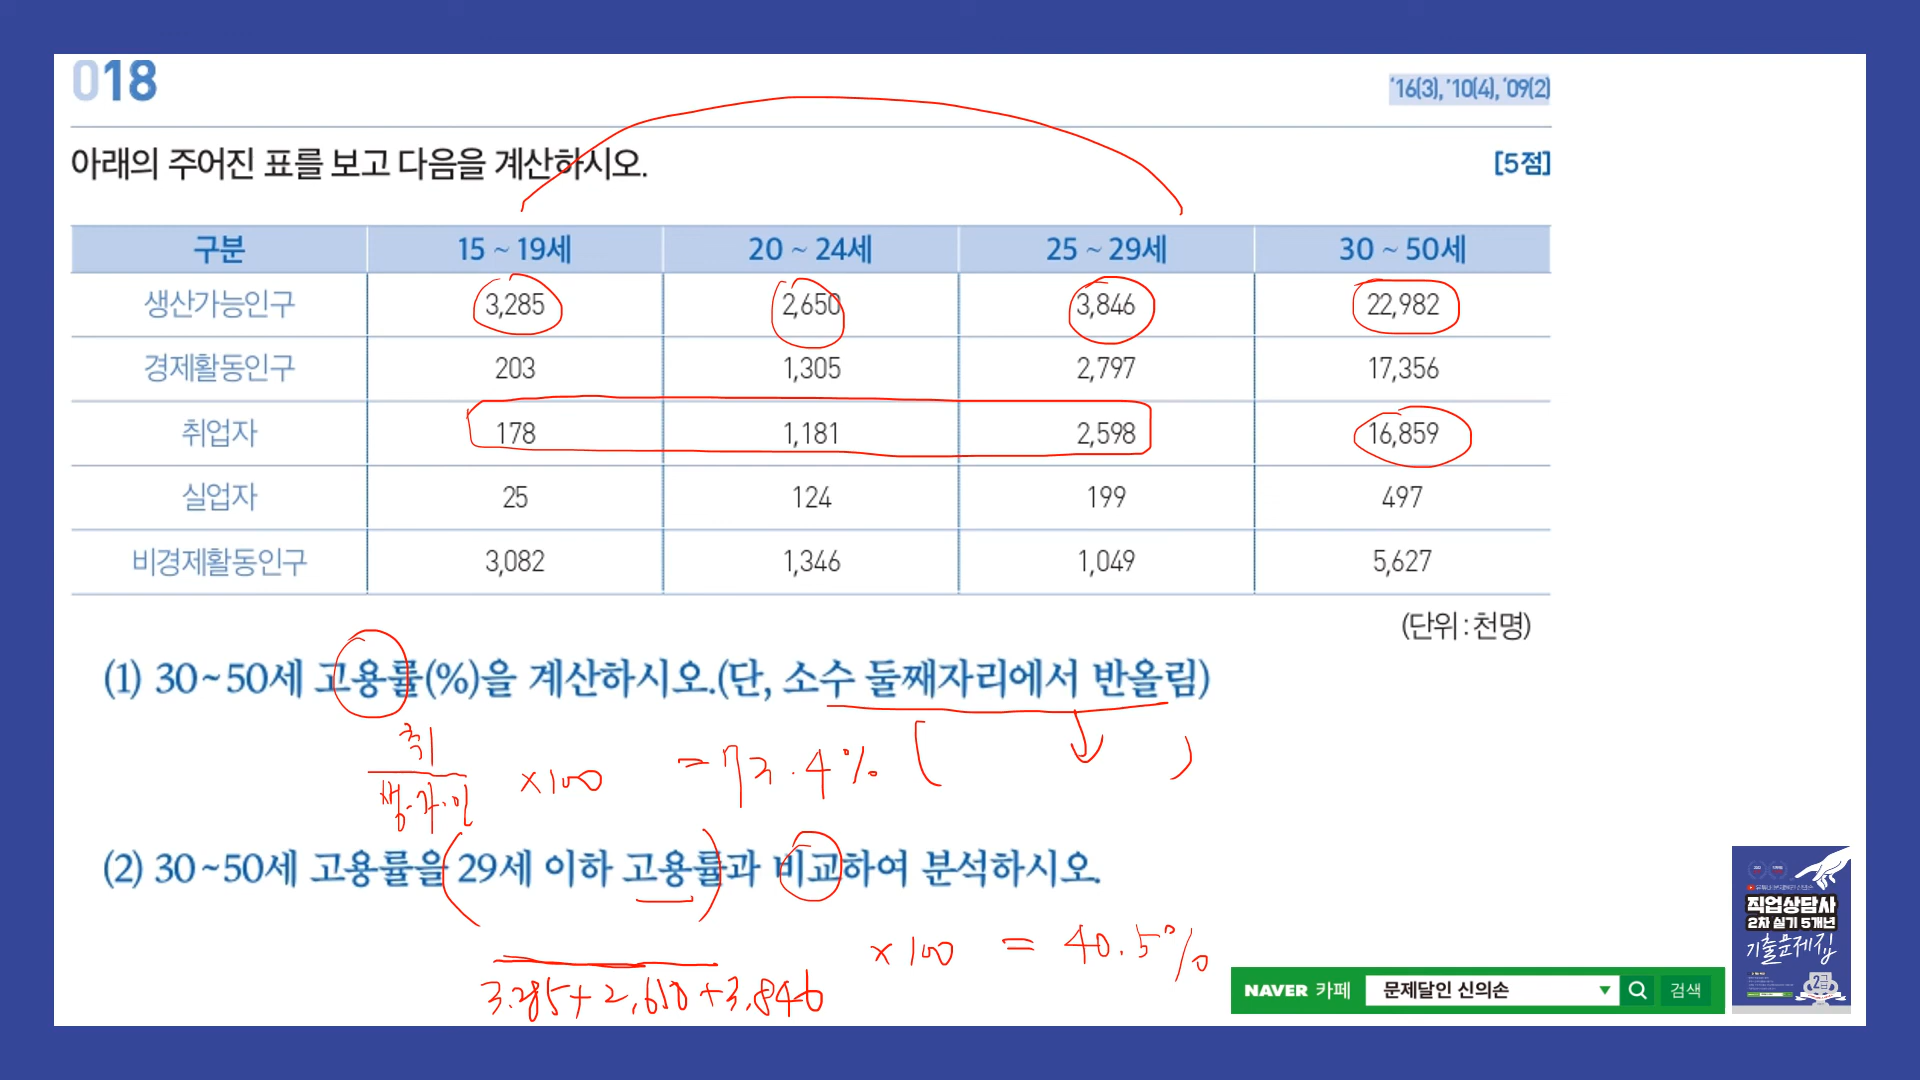 018
'16(3), '10(4), '09(2)
아래의 주어진 표를 보고 다음을 계산하시오. [5점]
구분 15 ~ 19세 20 ~ 24세 25 ~ 29세 30 ~ 50세
생산가능인구 3,285 2,650 3,846 22,982
경제활동인구 203 1,305 2,797 17,356
취업자 178 1,181 2,598 16,859
실업자 25 124 199 497
비경제활동인구 3,082 1,346 1,049 5,627
(단위 : 천명)
(1) 30~50세 고용률(%)을 계산하시오.(단, 소수 둘째자리에서 반올림)
취
생.가.인 ×100 = 73.4% ( )
(2) 30~50세 고용률을 29세 이하 고용률과 비교하여 분석하시오.
3.285+2,650+3,846 ×100 = 40.5%
직업상담사
2차 실기 5개년
기출문제집
2급
NAVER 카페 문제달인 신의손 검색